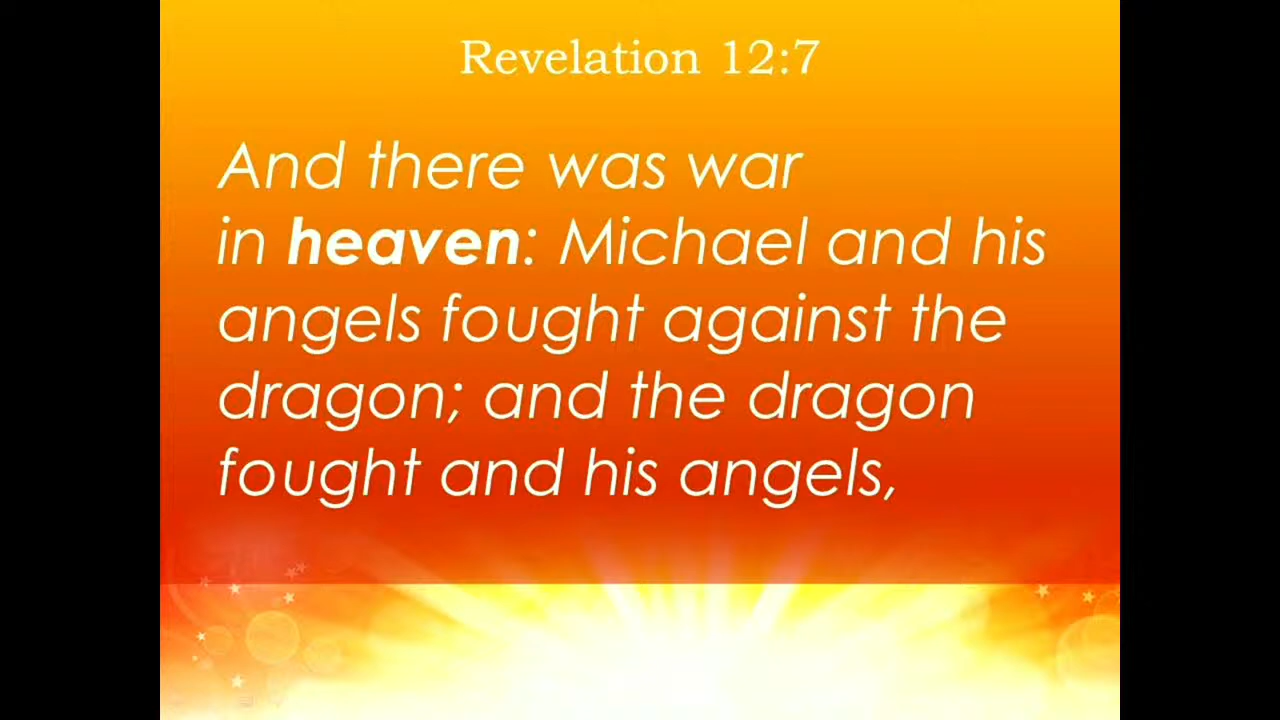 Revelation 12:7
And there was war
in heaven: Michael and his
angels fought against the
dragon; and the dragon
fought and his angels,